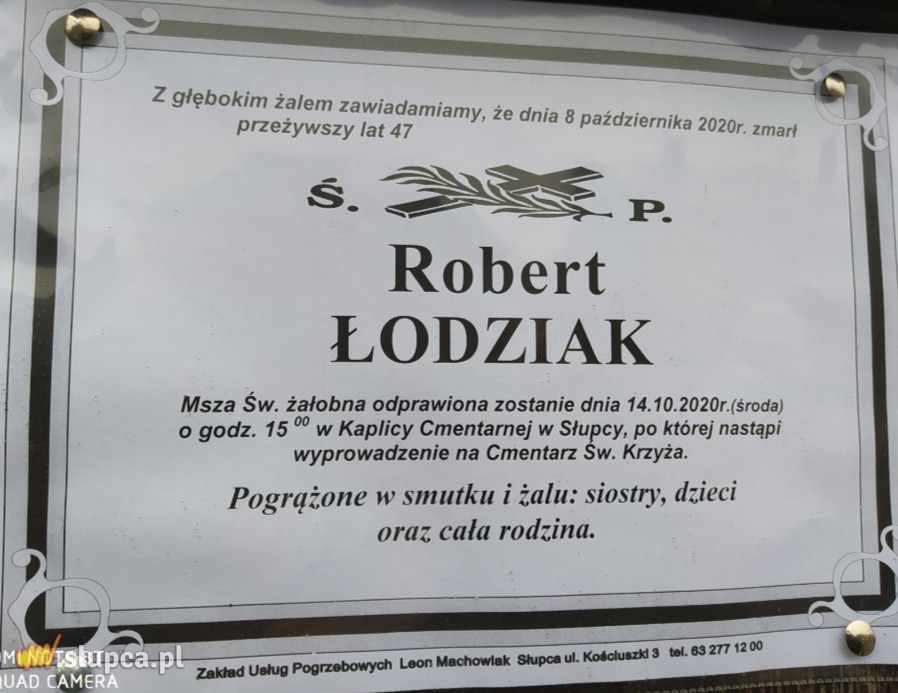 Z głębokim żalem zawiadamiamy, że dnia 8 października 2020r. zmarł
przeżywszy lat 47
Ś. P.
Robert
ŁODZIAK
Msza Św. żałobna odprawiona zostanie dnia 14.10.2020r.(środa)
o godz. 15 00 w Kaplicy Cmentarnej w Słupcy, po której nastąpi
wyprowadzenie na Cmentarz Św. Krzyża.
Pogrążone w smutku i żalu: siostry, dzieci
oraz cała rodzina.
Zakład Usług Pogrzebowych Leon Machowiak Słupca ul. Kościuszki 3 tel. 63 277 12 00
slupca.pl
QUAD CAMERA